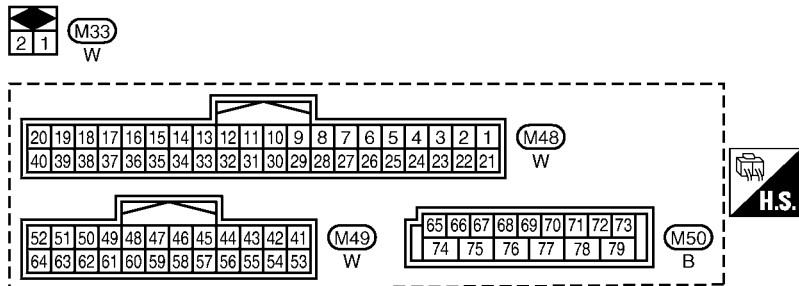 2 1 M33
W
20 19 18 17 16 15 14 13 12 11 10 9 8 7 6 5 4 3 2 1 M48
40 39 38 37 36 35 34 33 32 31 30 29 28 27 26 25 24 23 22 21 W
H.S.
52 51 50 49 48 47 46 45 44 43 42 41 M49
64 63 62 61 60 59 58 57 56 55 54 53 W
65 66 67 68 69 70 71 72 73 M50
74 75 76 77 78 79 B